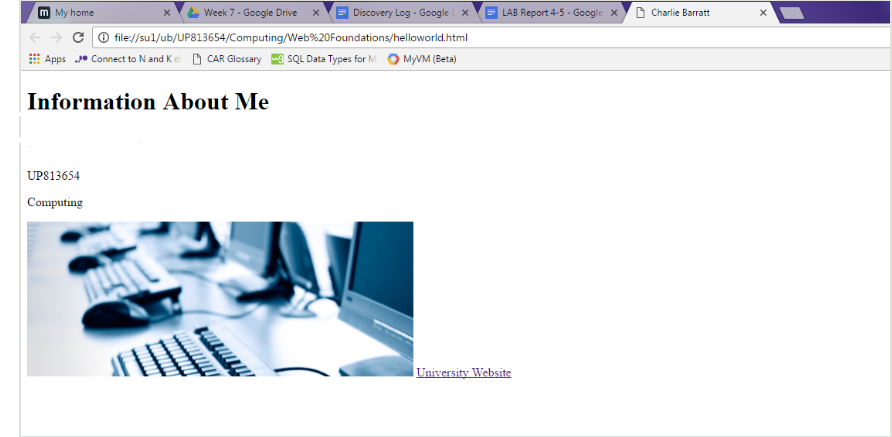 My home × Week 7 - Google Drive × Discovery Log - Google × LAB Report 4-5 - Google × Charlie Barratt ×
file://su1/ub/UP813654/Computing/Web%20Foundations/helloworld.html
Apps Connect to N and K d CAR Glossary SQL Data Types for M MyVM (Beta)
Information About Me
UP813654
Computing
University Website